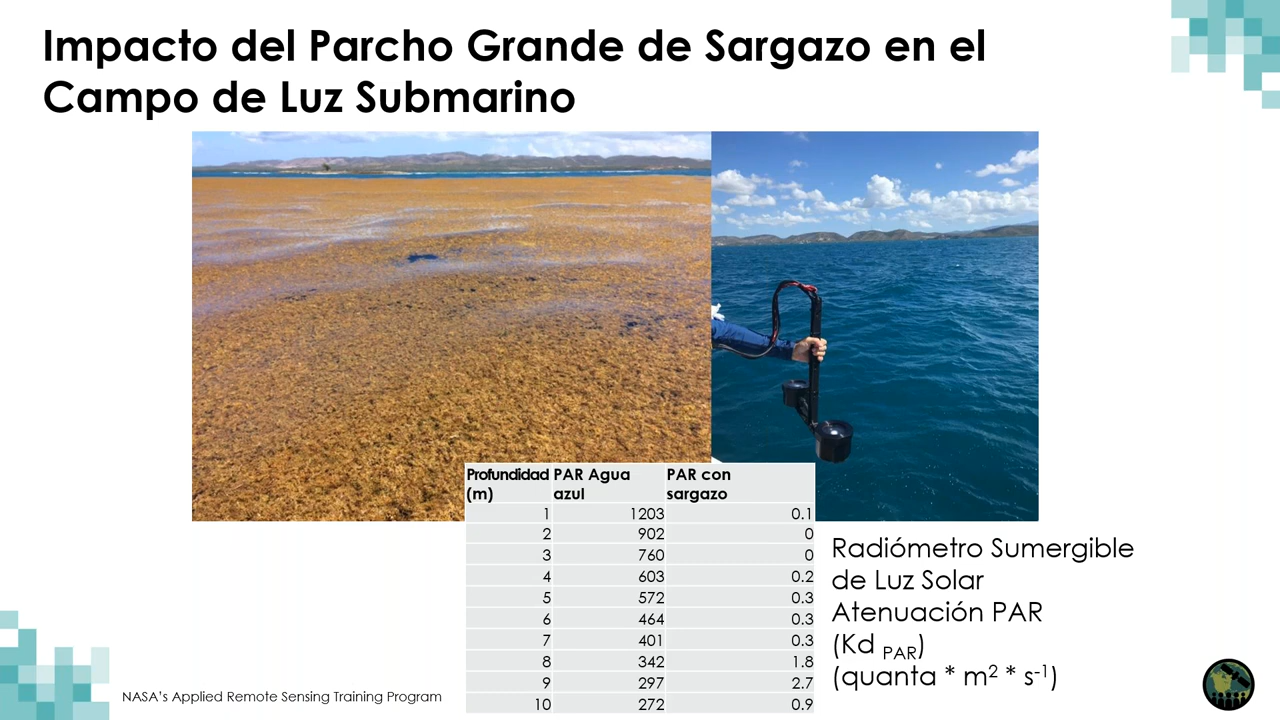 Impacto del Parcho Grande de Sargazo en el
Campo de Luz Submarino
Profundidad (m) PAR Agua azul PAR con sargazo
1 1203 0.1
2 902 0
3 760 0
4 603 0.2
5 572 0.3
6 464 0.3
7 401 0.3
8 342 1.8
9 297 2.7
10 272 0.9
Radiómetro Sumergible
de Luz Solar
Atenuación PAR
(Kd PAR)
(quanta * m2 * s-1)
NASA's Applied Remote Sensing Training Program